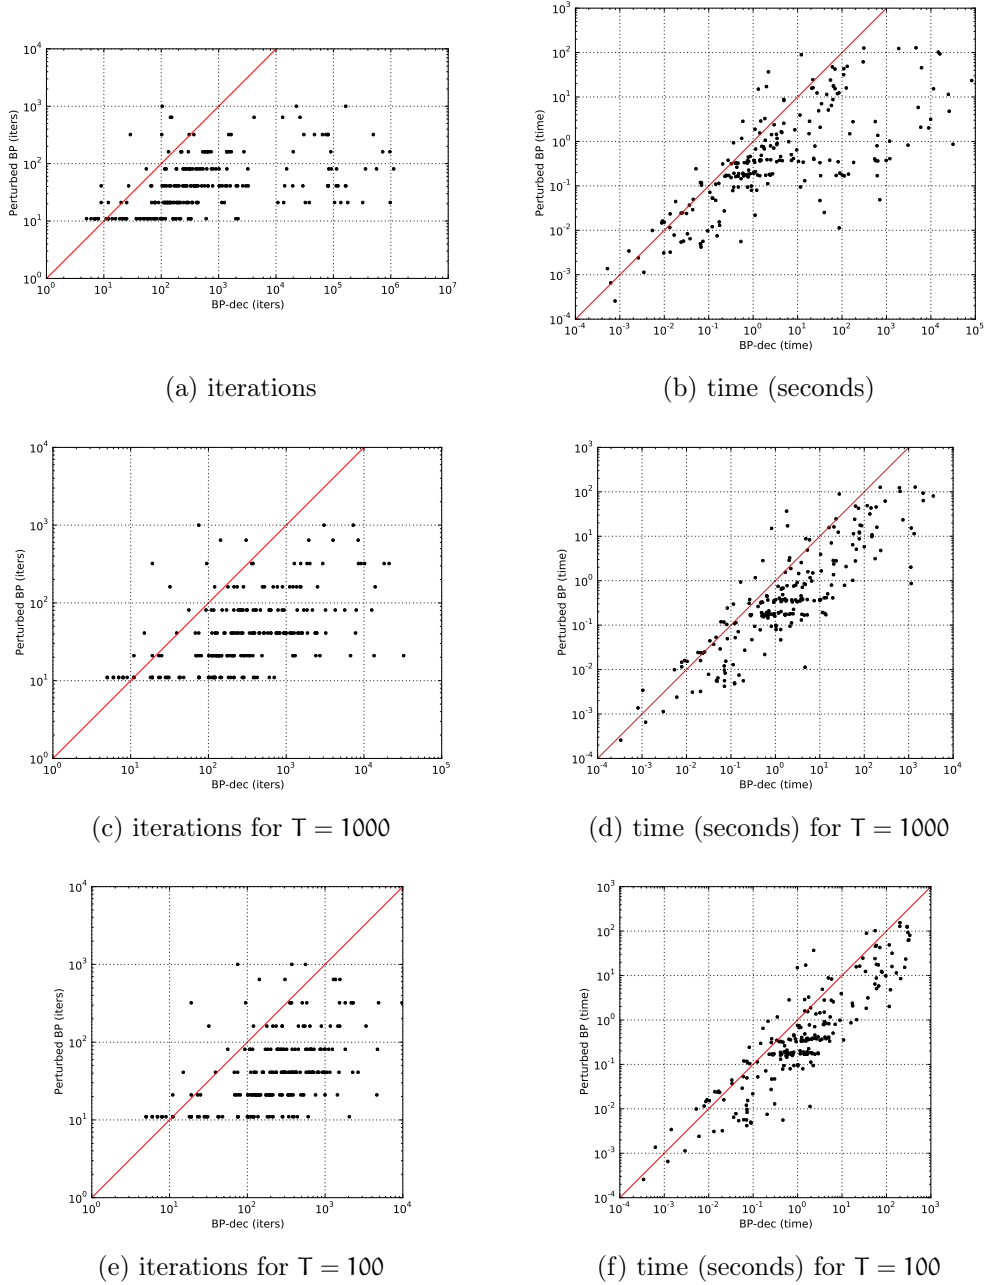 10^4
10^3
10^2
10^1
10^0
Perturbed BP (iters)
10^0 10^1 10^2 10^3 10^4 10^5 10^6 10^7
BP-dec (iters)
(a) iterations
10^3
10^2
10^1
10^0
10^-1
10^-2
10^-3
10^-4
Perturbed BP (time)
10^-4 10^-3 10^-2 10^-1 10^0 10^1 10^2 10^3 10^4 10^5
BP-dec (time)
(b) time (seconds)
10^4
10^3
10^2
10^1
10^0
Perturbed BP (iters)
10^0 10^1 10^2 10^3 10^4 10^5
BP-dec (iters)
(c) iterations for T = 1000
10^3
10^2
10^1
10^0
10^-1
10^-2
10^-3
10^-4
Perturbed BP (time)
10^-4 10^-3 10^-2 10^-1 10^0 10^1 10^2 10^3 10^4
BP-dec (time)
(d) time (seconds) for T = 1000
10^4
10^3
10^2
10^1
10^0
Perturbed BP (iters)
10^0 10^1 10^2 10^3 10^4
BP-dec (iters)
(e) iterations for T = 100
10^3
10^2
10^1
10^0
10^-1
10^-2
10^-3
10^-4
Perturbed BP (time)
10^-4 10^-3 10^-2 10^-1 10^0 10^1 10^2 10^3
BP-dec (time)
(f) time (seconds) for T = 100